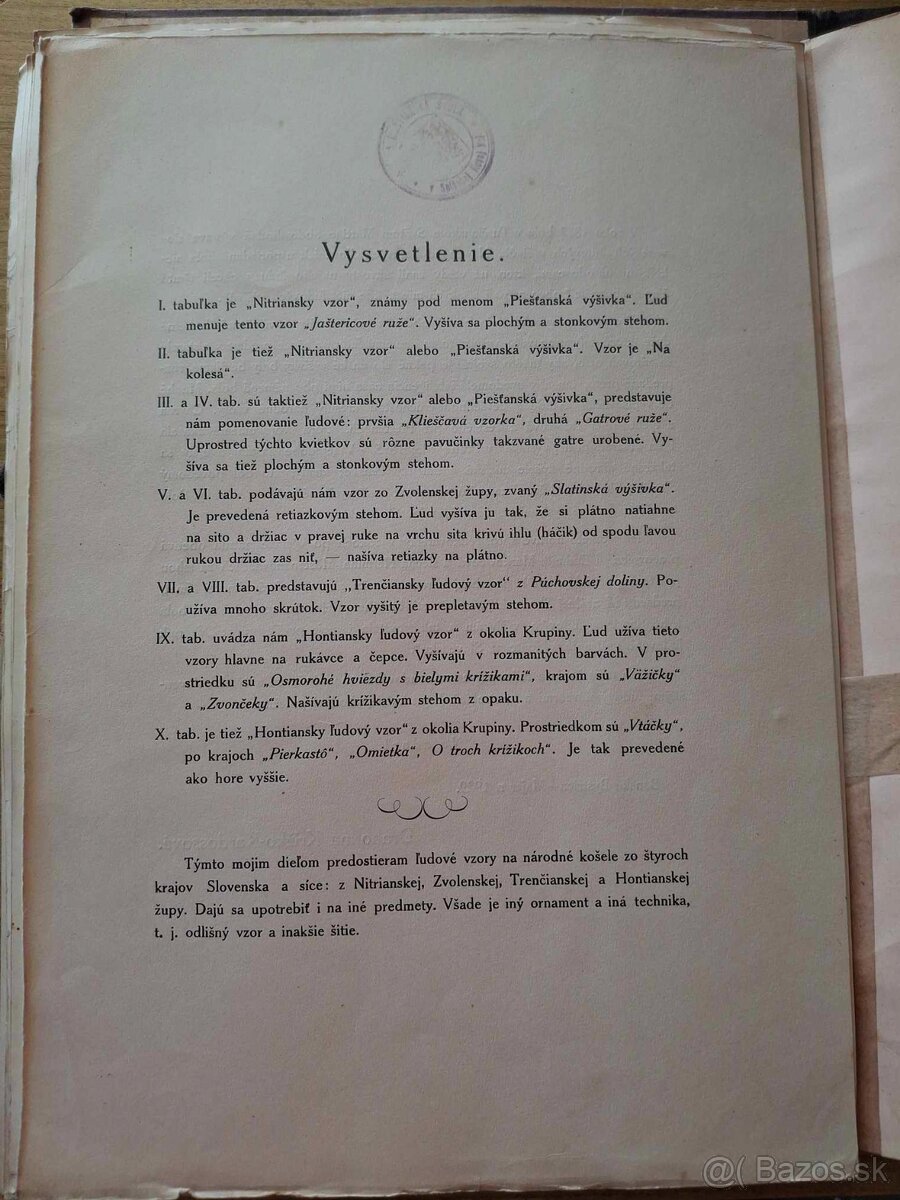 Vysvetlenie.
I. tabuľka je „Nitriansky vzor“, známy pod menom „Piešťanská výšivka“. Ľud
menuje tento vzor „Jaštericové ruže“. Vyšíva sa plochým a stonkovým stehom.
II. tabuľka je tiež „Nitriansky vzor“ alebo „Piešťanská výšivka“. Vzor je „Na
kolesá“.
III. a IV. tab. sú taktiež „Nitriansky vzor“ alebo „Piešťanská výšivka“, predstavuje
nám pomenovanie ľudové: prvšia „Klieščavá vzorka“, druhá „Gatrové ruže“.
Uprostred týchto kvietkov sú rôzne pavučinky takzvané gatre urobené. Vy-
šíva sa tiež plochým a stonkovým stehom.
V. a VI. tab. podávajú nám vzor zo Zvolenskej župy, zvaný „Slatinská výšivka“.
Je prevedená retiazkovým stehom. Ľud vyšíva ju tak, že si plátno natiahne
na sito a držiac v pravej ruke na vrchu sita krivú ihlu (háčik) od spodu ľavou
rukou držiac zas niť, — našíva retiazky na plátno.
VII. a VIII. tab. predstavujú „Trenčiansky ľudový vzor“ z Púchovskej doliny. Po-
užíva mnoho skrútok. Vzor vyšitý je prepletavým stehom.
IX. tab. uvádza nám „Hontiansky ľudový vzor“ z okolia Krupiny. Ľud užíva tieto
vzory hlavne na rukávce a čepce. Vyšívajú v rozmanitých barvách. V pro-
striedku sú „Osmorohé hviezdy s bielymi krížikami“, krajom sú „Väžičky“
a „Zvončeky“. Našívajú krížikavým stehom z opaku.
X. tab. je tiež „Hontiansky ľudový vzor“ z okolia Krupiny. Prostriedkom sú „Vtáčky“,
po krajoch „Pierkastô“, „Omietka“, O troch krížikoch“. Je tak prevedené
ako hore vyššie.
Týmto mojim dieľom predostieram ľudové vzory na národné košele zo štyroch
krajov Slovenska a síce: z Nitrianskej, Zvolenskej, Trenčianskej a Hontianskej
župy. Dajú sa upotrebiť i na iné predmety. Všade je iný ornament a iná technika,
t. j. odlišný vzor a inakšie šitie.
@( Bazos.sk